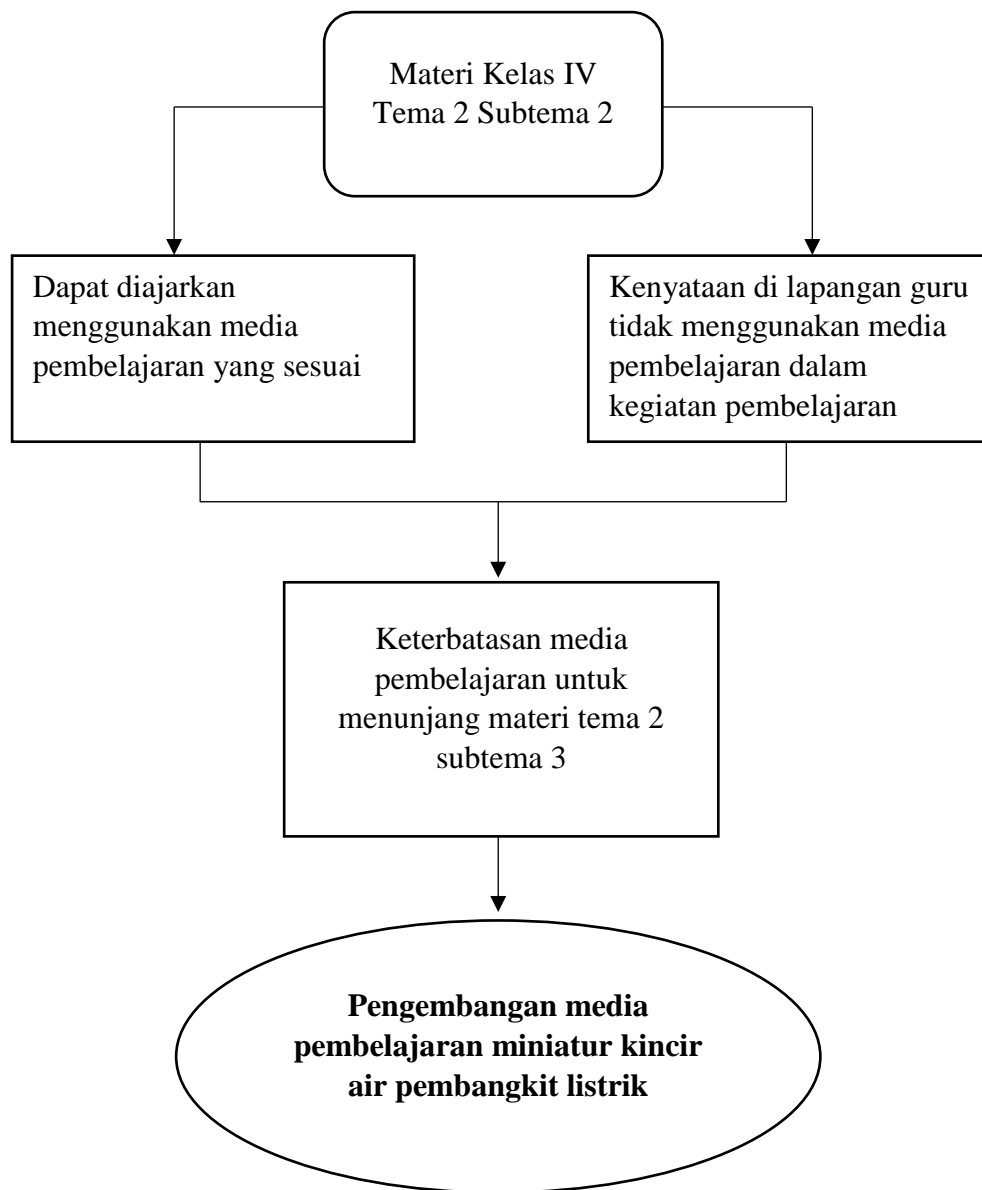 Materi Kelas IV
Tema 2 Subtema 2
Dapat diajarkan
menggunakan media
pembelajaran yang sesuai
Kenyataan di lapangan guru
tidak menggunakan media
pembelajaran dalam
kegiatan pembelajaran
Keterbatasan media
pembelajaran untuk
menunjang materi tema 2
subtema 3
Pengembangan media
pembelajaran miniatur kincir
air pembangkit listrik